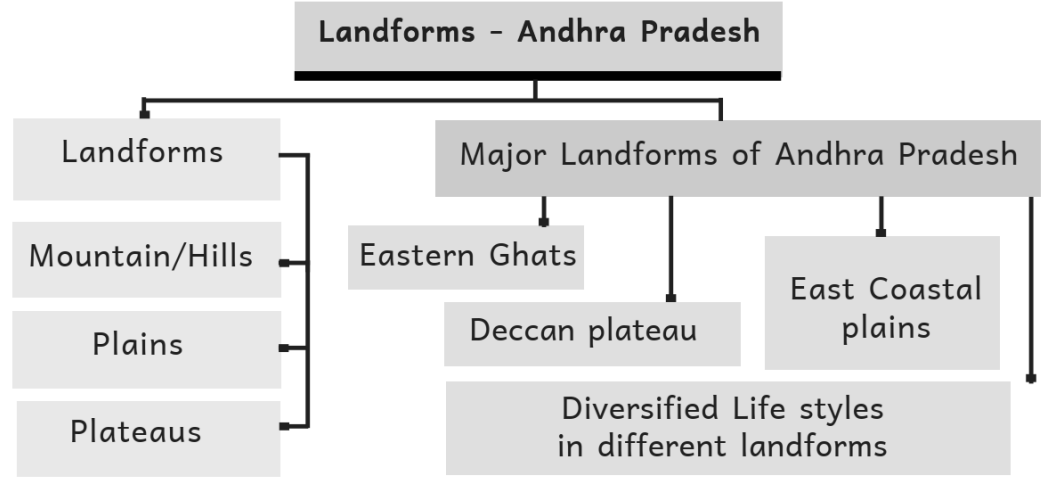 Landforms - Andhra Pradesh
Landforms
Mountain/Hills
Plains
Plateaus
Major Landforms of Andhra Pradesh
Eastern Ghats
Deccan plateau
East Coastal
plains
Diversified Life styles
in different landforms